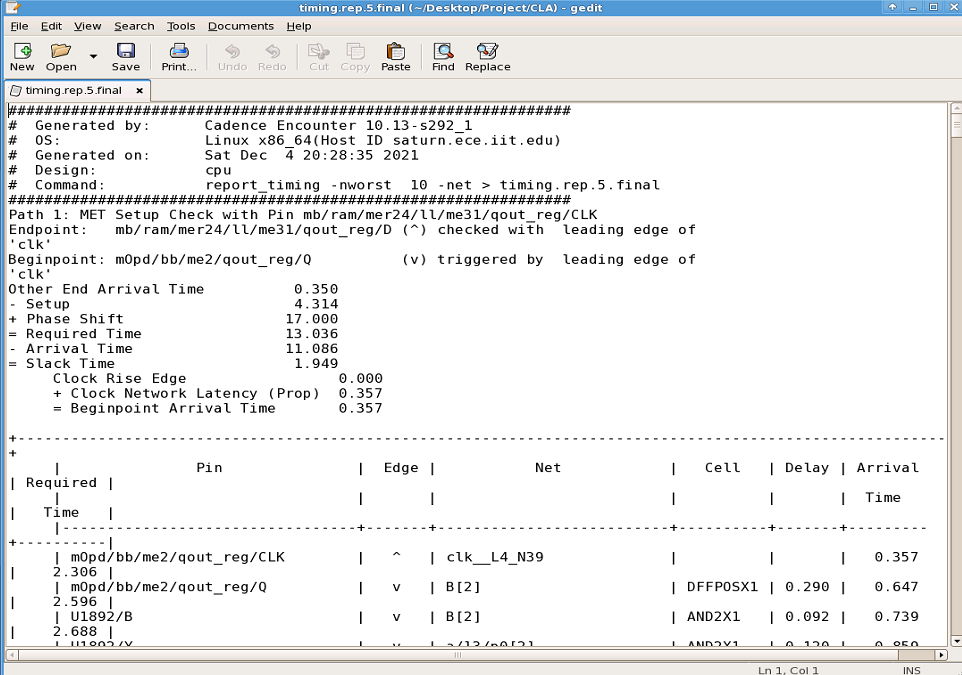 timing.rep.5.final (~/Desktop/Project/CLA) - gedit
File Edit View Search Tools Documents Help
New Open Save Print... Undo Redo Cut Copy Paste Find Replace
timing.rep.5.final
###############################################################
#  Generated by:      Cadence Encounter 10.13-s292_1
#  OS:                Linux x86_64(Host ID saturn.ece.iit.edu)
#  Generated on:      Sat Dec  4 20:28:35 2021
#  Design:            cpu
#  Command:           report_timing -nworst  10 -net > timing.rep.5.final
###############################################################
Path 1: MET Setup Check with Pin mb/ram/mer24/ll/me31/qout_reg/CLK
Endpoint:   mb/ram/mer24/ll/me31/qout_reg/D (^) checked with  leading edge of
'clk'
Beginpoint: mOpd/bb/me2/qout_reg/Q          (v) triggered by  leading edge of
'clk'
Other End Arrival Time          0.350
- Setup                         4.314
+ Phase Shift                  17.000
= Required Time                13.036
- Arrival Time                 11.086
= Slack Time                    1.949
     Clock Rise Edge                 0.000
     + Clock Network Latency (Prop)  0.357
     = Beginpoint Arrival Time       0.357
+---------------------------------------------------------------------------------------------------------
+
     |               Pin               |  Edge |           Net            |   Cell   | Delay | Arrival
| Required |
     |                                 |       |                          |          |       |  Time
|   Time   |
     |---------------------------------+-------+--------------------------+----------+-------+---------
+----------|
     | mOpd/bb/me2/qout_reg/CLK        |   ^   | clk__L4_N39              |          |       |   0.357
|    2.306 |
     | mOpd/bb/me2/qout_reg/Q          |   v   | B[2]                     | DFFPOSX1 | 0.290 |   0.647
|    2.596 |
     | U1892/B                         |   v   | B[2]                     | AND2X1   | 0.092 |   0.739
|    2.688 |
     | U1892/Y                         |   v   | a/l3/p0[2]               | AND2X1   | 0.120 |   0.859
Ln 1, Col 1 INS